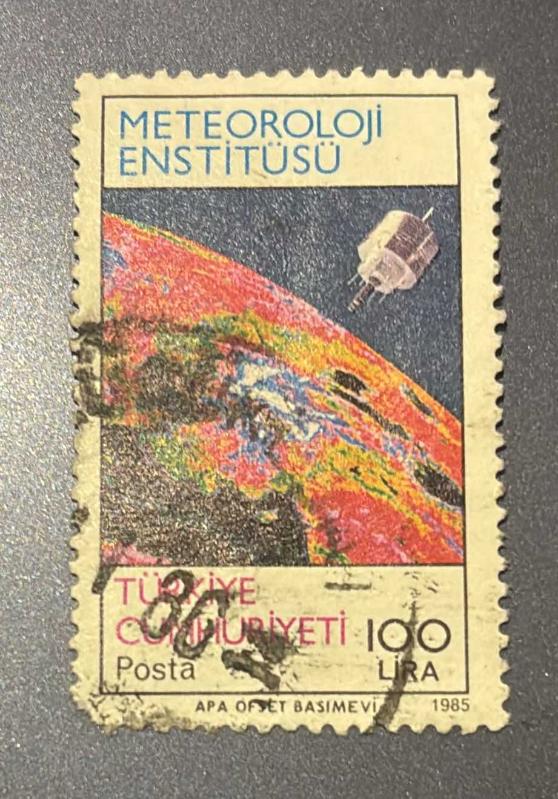 METEOROLOJİ
ENSTİTÜSÜ
TÜRKİYE
CUMHURİYETİ
100
Posta
LİRA
APA OFSET BASIMEVİ
1985